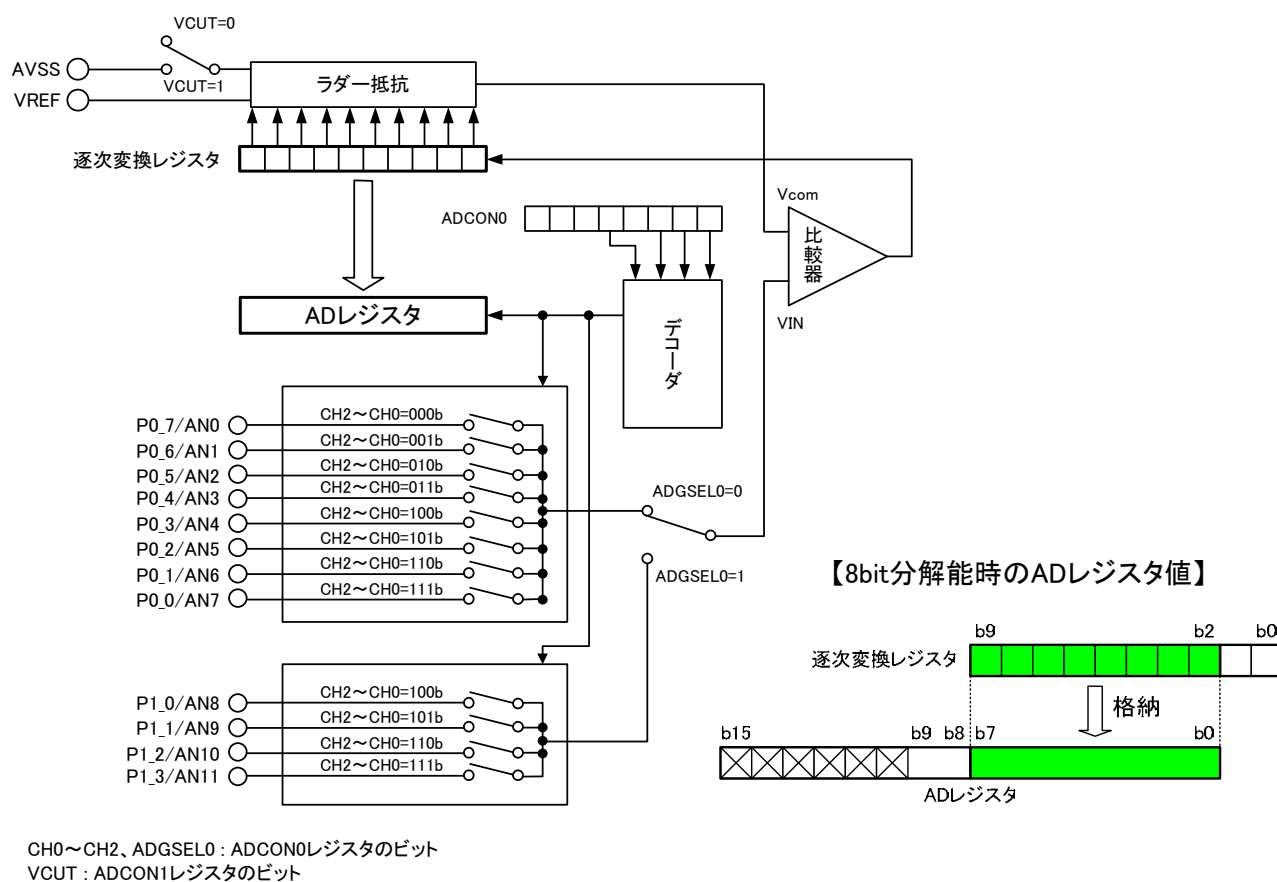 VCUT=0
AVSS
VCUT=1
VREF
ラダー抵抗
逐次変換レジスタ
ADCON0
Vcom
比較器
VIN
デコーダ
ADレジスタ
P0_7/AN0 CH2～CH0=000b
P0_6/AN1 CH2～CH0=001b
P0_5/AN2 CH2～CH0=010b
P0_4/AN3 CH2～CH0=011b
P0_3/AN4 CH2～CH0=100b
P0_2/AN5 CH2～CH0=101b
P0_1/AN6 CH2～CH0=110b
P0_0/AN7 CH2～CH0=111b
ADGSEL0=0
ADGSEL0=1
P1_0/AN8 CH2～CH0=100b
P1_1/AN9 CH2～CH0=101b
P1_2/AN10 CH2～CH0=110b
P1_3/AN11 CH2～CH0=111b
【8bit分解能時のADレジスタ値】
b9 b2 b0
逐次変換レジスタ
格納
b15 b9 b8 b7 b0
ADレジスタ
CH0～CH2、ADGSEL0 : ADCON0レジスタのビット
VCUT : ADCON1レジスタのビット